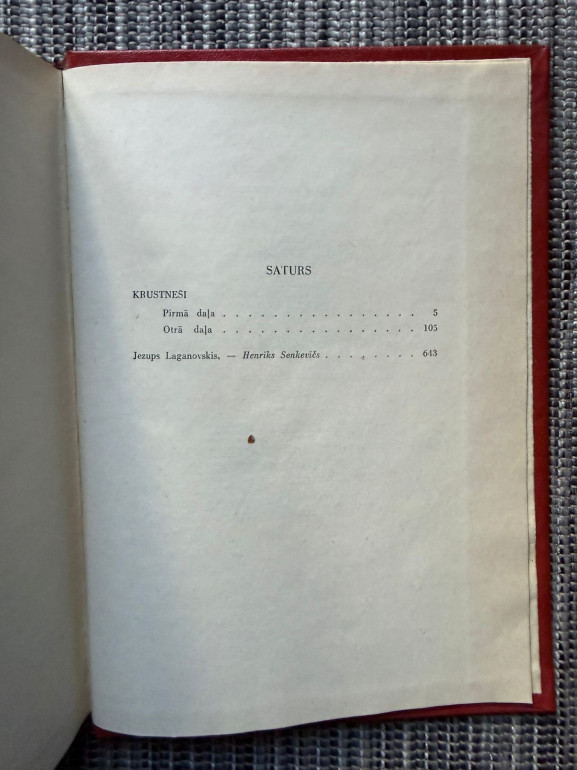 SATURS
KRUSTNEŠI
Pirmā daļa . . . . . . . . . . . . . . . . 5
Otrā daļa . . . . . . . . . . . . . . . . 105
Jezups Laganovskis, — Henriks Senkevičs . . . . . . . . 643